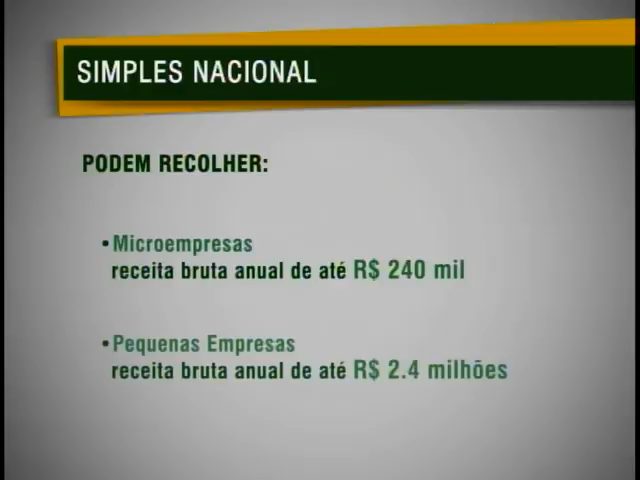 SIMPLES NACIONAL
PODEM RECOLHER:
•Microempresas
receita bruta anual de até R$ 240 mil
•Pequenas Empresas
receita bruta anual de até R$ 2.4 milhões